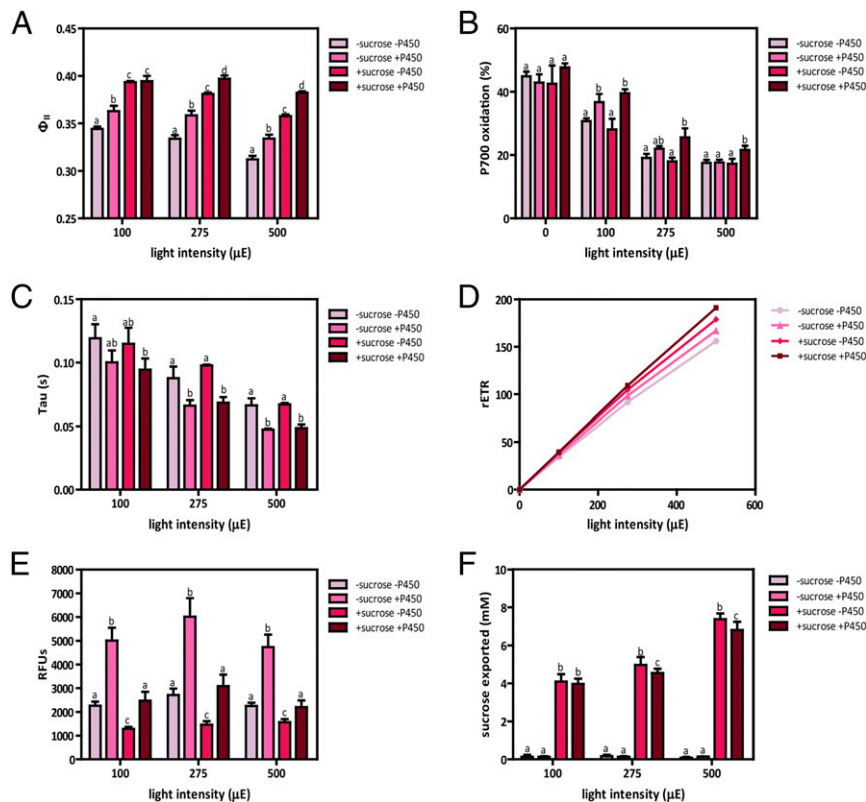 A
ΦII
0.40
0.35
0.30
0.25
a b c c
a b c d
a b c d
100 275 500
light intensity (µE)
-sucrose -P450
-sucrose +P450
+sucrose -P450
+sucrose +P450
B
P700 oxidation (%)
60
40
20
0
a a a a
a b a b
a ab a b
a a a b
0 100 275 500
light intensity (µE)
-sucrose -P450
-sucrose +P450
+sucrose -P450
+sucrose +P450
C
Tau (s)
0.15
0.10
0.05
0.00
a ab ab b
a b a b
a b a b
100 275 500
light intensity (µE)
-sucrose -P450
-sucrose +P450
+sucrose -P450
+sucrose +P450
D
rETR
200
150
100
50
0
0 200 400 600
light intensity (µE)
-sucrose -P450
-sucrose +P450
+sucrose -P450
+sucrose +P450
E
RFUs
8000
7000
6000
5000
4000
3000
2000
1000
0
a b c a
a b c a
a b c a
100 275 500
light intensity (µE)
-sucrose -P450
-sucrose +P450
+sucrose -P450
+sucrose +P450
F
sucrose exported (mM)
10
8
6
4
2
0
a a b b
a a b c
a a b c
100 275 500
light intensity (µE)
-sucrose -P450
-sucrose +P450
+sucrose -P450
+sucrose +P450